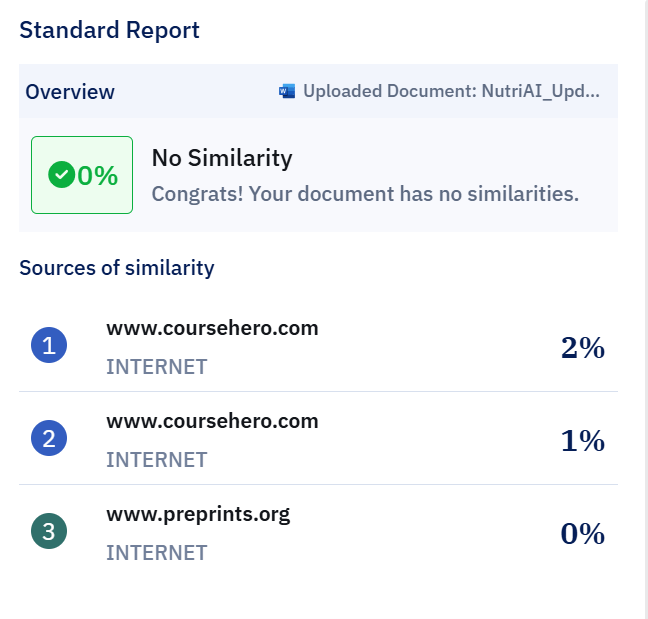 Standard Report
Overview
Uploaded Document: NutriAI_Upd...
0%
No Similarity
Congrats! Your document has no similarities.
Sources of similarity
1
www.coursehero.com
INTERNET
2%
2
www.coursehero.com
INTERNET
1%
3
www.preprints.org
INTERNET
0%